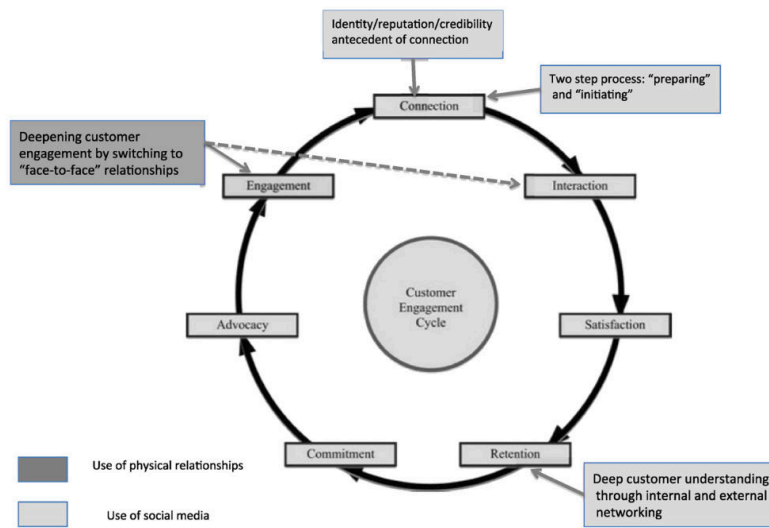 Identity/reputation/credibility
antecedent of connection
Two step process: “preparing”
and “initiating”
Connection
Deepening customer
engagement by switching to
“face-to-face” relationships
Engagement
Interaction
Customer
Engagement
Cycle
Advocacy
Satisfaction
Commitment
Retention
Use of physical relationships
Deep customer understanding
through internal and external
networking
Use of social media